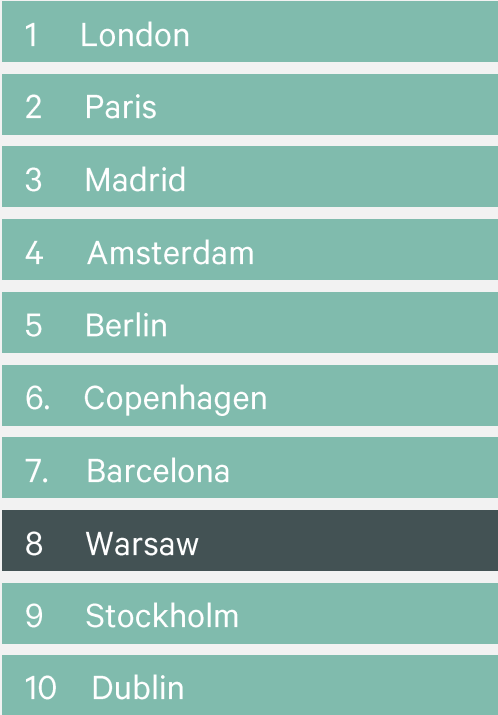 1 London
2 Paris
3 Madrid
4 Amsterdam
5 Berlin
6. Copenhagen
7. Barcelona
8 Warsaw
9 Stockholm
10 Dublin